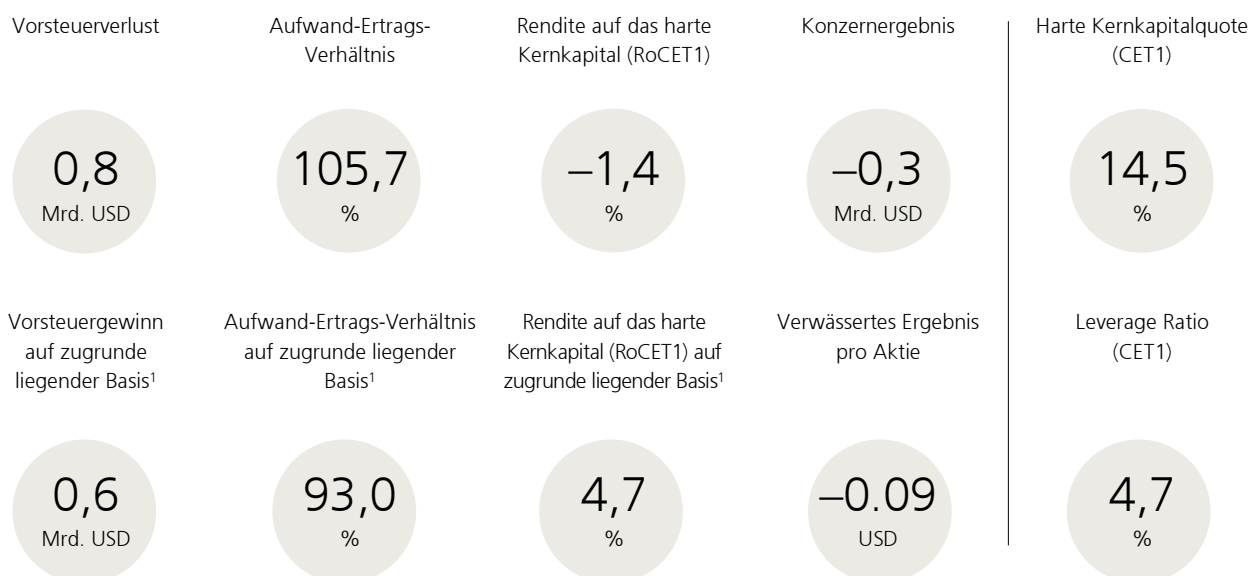 Vorsteuerverlust
0,8
Mrd. USD
Aufwand-Ertrags-
Verhältnis
105,7
%
Rendite auf das harte
Kernkapital (RoCET1)
–1,4
%
Konzernergebnis
–0,3
Mrd. USD
Harte Kernkapitalquote
(CET1)
14,5
%
Vorsteuergewinn
auf zugrunde
liegender Basis¹
0,6
Mrd. USD
Aufwand-Ertrags-Verhältnis
auf zugrunde liegender
Basis¹
93,0
%
Rendite auf das harte
Kernkapital (RoCET1) auf
zugrunde liegender Basis¹
4,7
%
Verwässertes Ergebnis
pro Aktie
–0.09
USD
Leverage Ratio
(CET1)
4,7
%